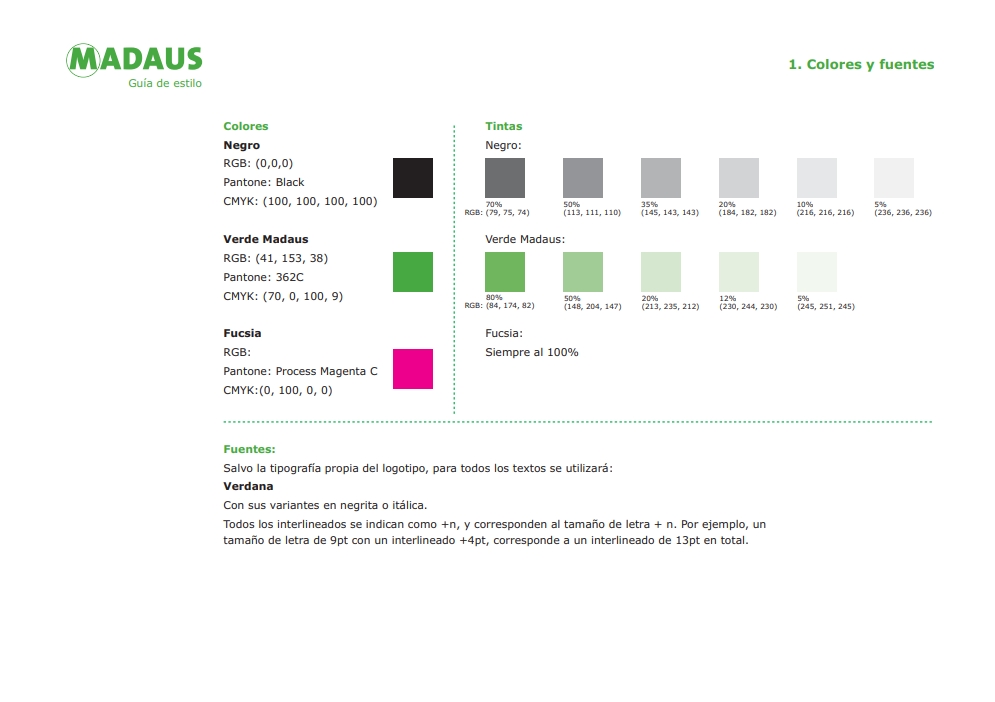 MADAUS
Guía de estilo
1. Colores y fuentes
Colores
Negro
RGB: (0,0,0)
Pantone: Black
CMYK: (100, 100, 100, 100)
Verde Madaus
RGB: (41, 153, 38)
Pantone: 362C
CMYK: (70, 0, 100, 9)
Fucsia
RGB:
Pantone: Process Magenta C
CMYK:(0, 100, 0, 0)
Tintas
Negro:
70% 50% 35% 20% 10% 5%
RGB: (79, 75, 74) (113, 111, 110) (145, 143, 143) (184, 182, 182) (216, 216, 216) (236, 236, 236)
Verde Madaus:
80% 50% 20% 12% 5%
RGB: (84, 174, 82) (148, 204, 147) (213, 235, 212) (230, 244, 230) (245, 251, 245)
Fucsia:
Siempre al 100%
Fuentes:
Salvo la tipografía propia del logotipo, para todos los textos se utilizará:
Verdana
Con sus variantes en negrita o itálica.
Todos los interlineados se indican como +n, y corresponden al tamaño de letra + n. Por ejemplo, un
tamaño de letra de 9pt con un interlineado +4pt, corresponde a un interlineado de 13pt en total.